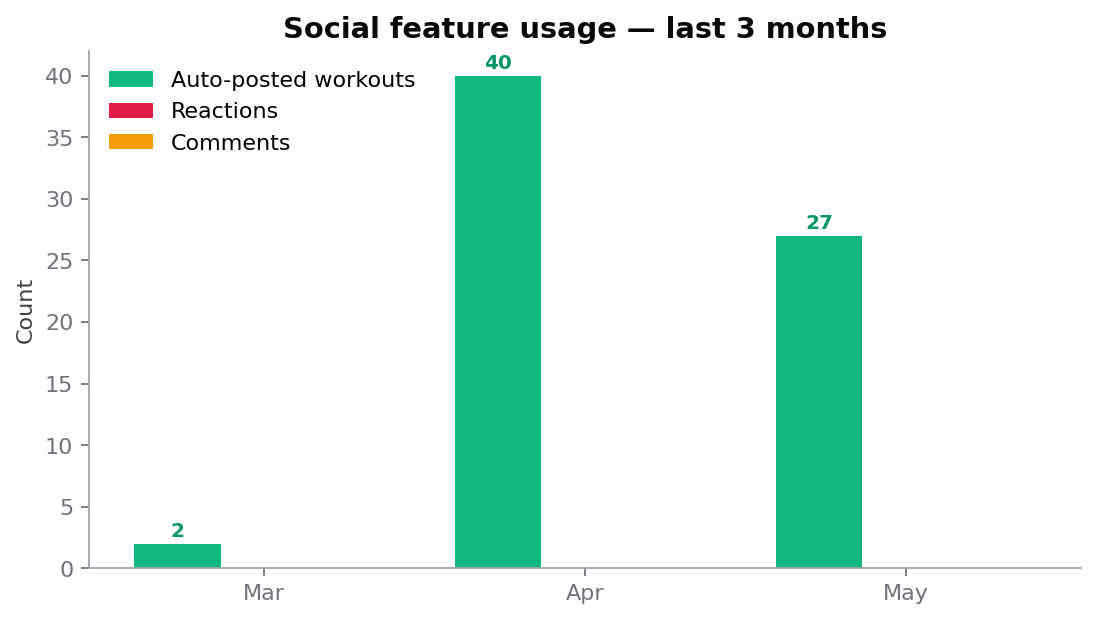 Social feature usage — last 3 months
Auto-posted workouts
Reactions
Comments
Count
40
35
30
25
20
15
10
5
0
2
40
27
Mar
Apr
May